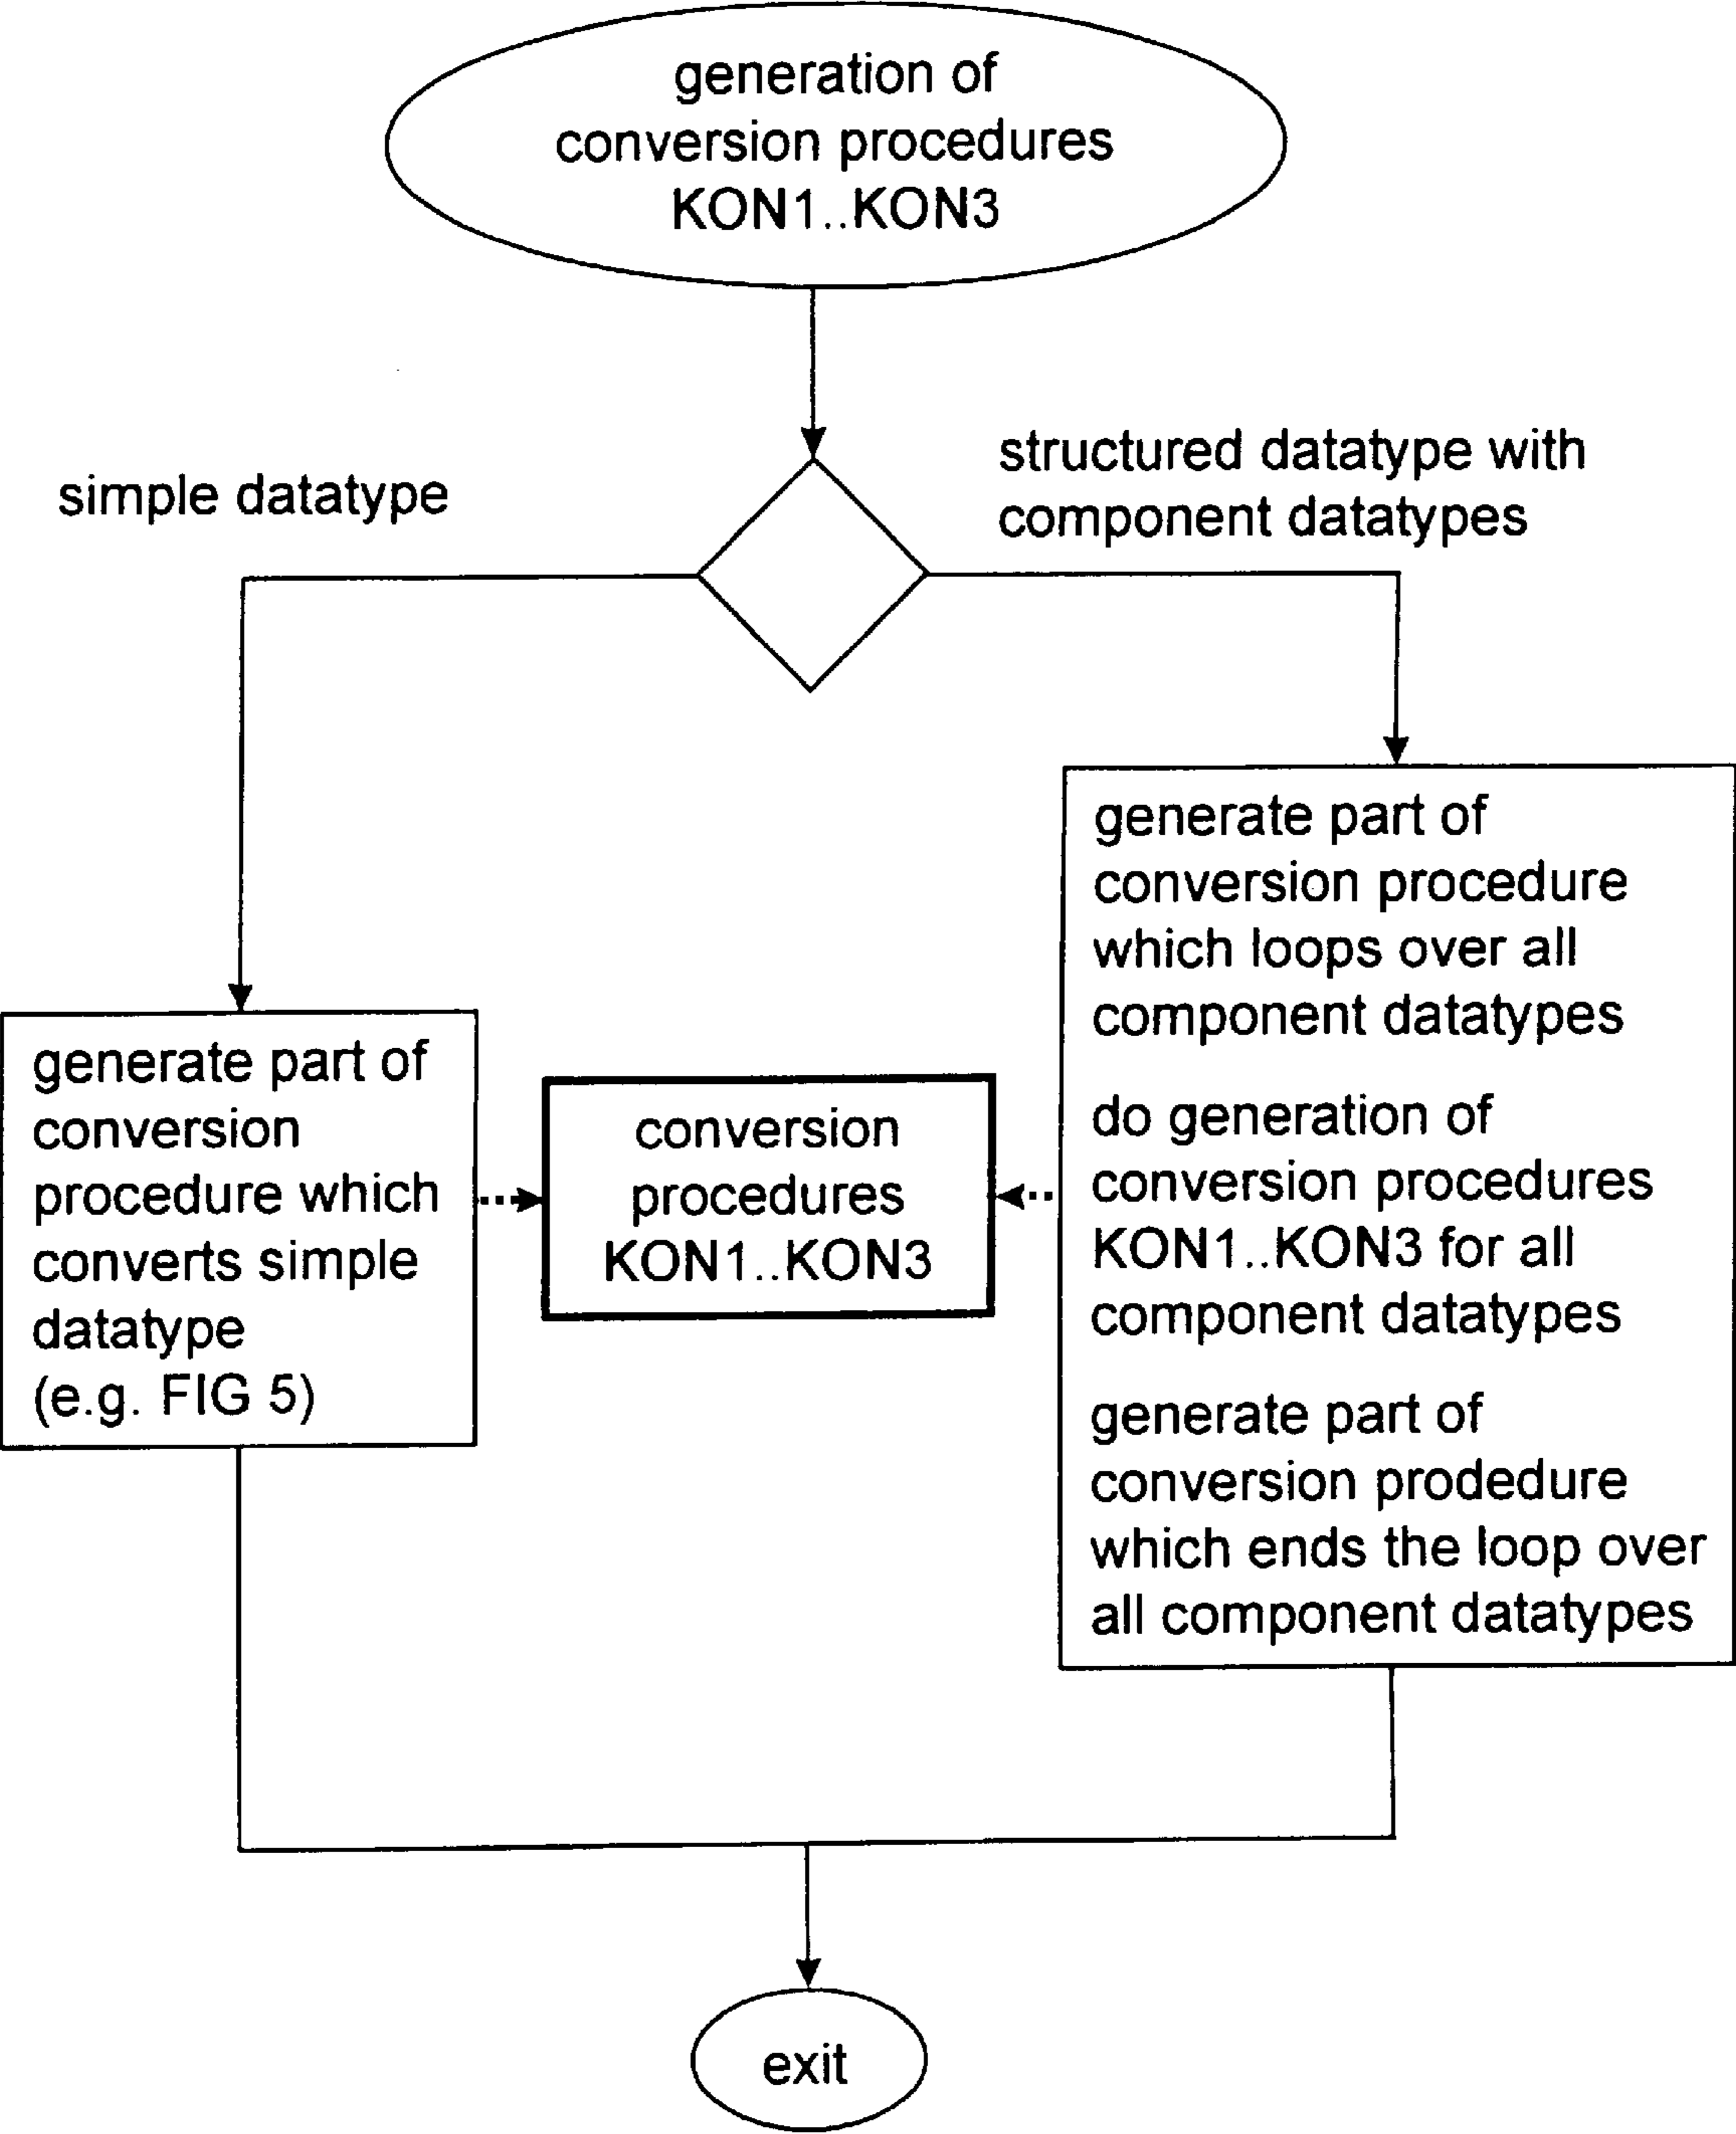 generation of
conversion procedures
KON1..KON3
simple datatype
structured datatype with
component datatypes
generate part of
conversion
procedure which
converts simple
datatype
(e.g. FIG 5)
conversion
procedures
KON1..KON3
generate part of
conversion procedure
which loops over all
component datatypes
do generation of
conversion procedures
KON1..KON3 for all
component datatypes
generate part of
conversion prodedure
which ends the loop over
all component datatypes
exit